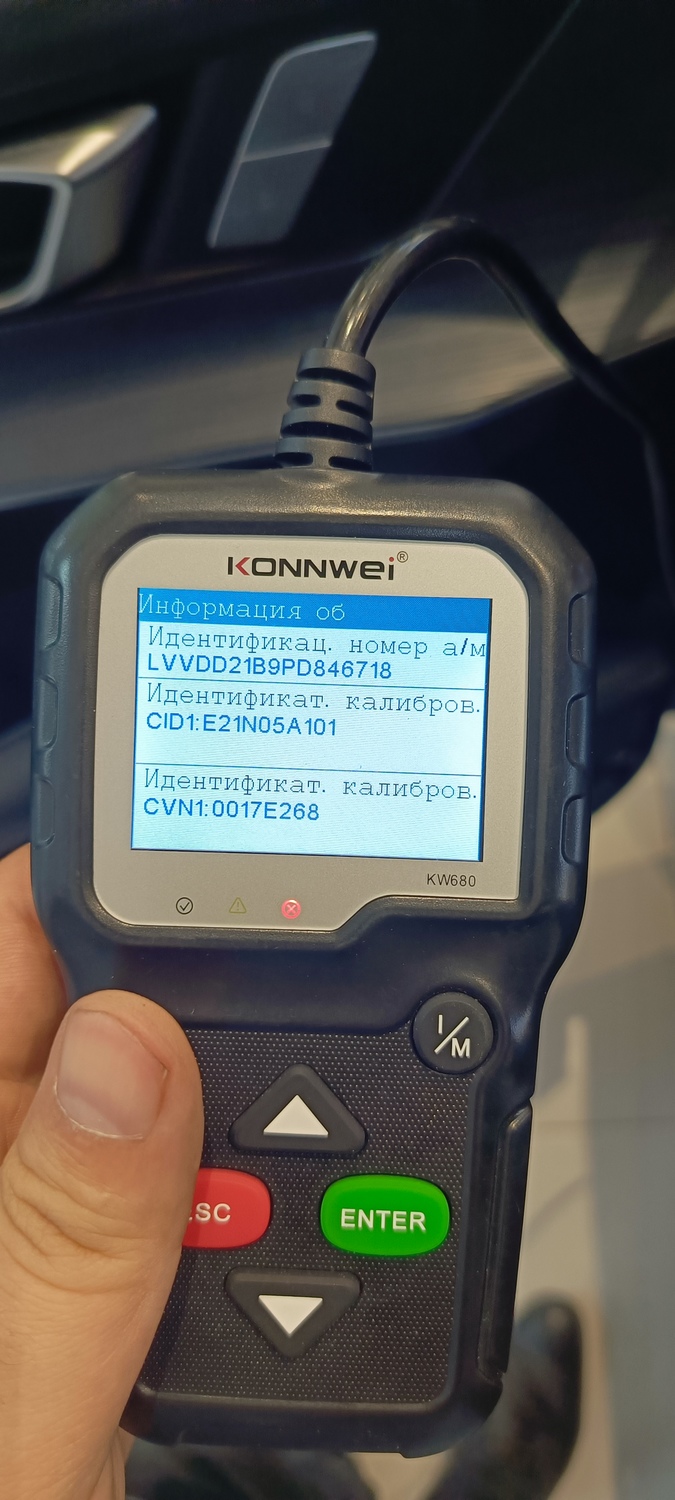 KONNWEI®
Информация об
Идентификац. номер а/м
LVVDD21B9PD846718
Идентификат. калибров.
CID1:E21N05A101
Идентификат. калибров.
CVN1:0017E268
KW680
I/M
SC
ENTER